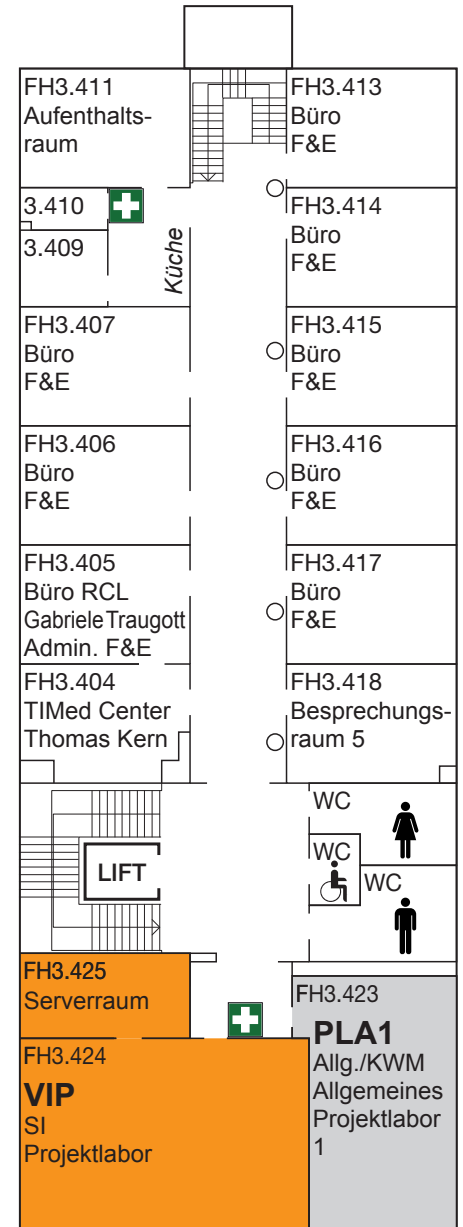 FH3.411
Aufenthalts-
raum
FH3.413
Büro
F&E
3.410
3.409
Küche
FH3.414
Büro
F&E
FH3.407
Büro
F&E
FH3.415
Büro
F&E
FH3.406
Büro
F&E
FH3.416
Büro
F&E
FH3.405
Büro RCL
Gabriele Traugott
Admin. F&E
FH3.417
Büro
F&E
FH3.404
TIMed Center
Thomas Kern
FH3.418
Besprechungs-
raum 5
WC
WC
WC
LIFT
FH3.425
Serverraum
FH3.423
PLA1
Allg./KWM
Allgemeines
Projektlabor
1
FH3.424
VIP
SI
Projektlabor